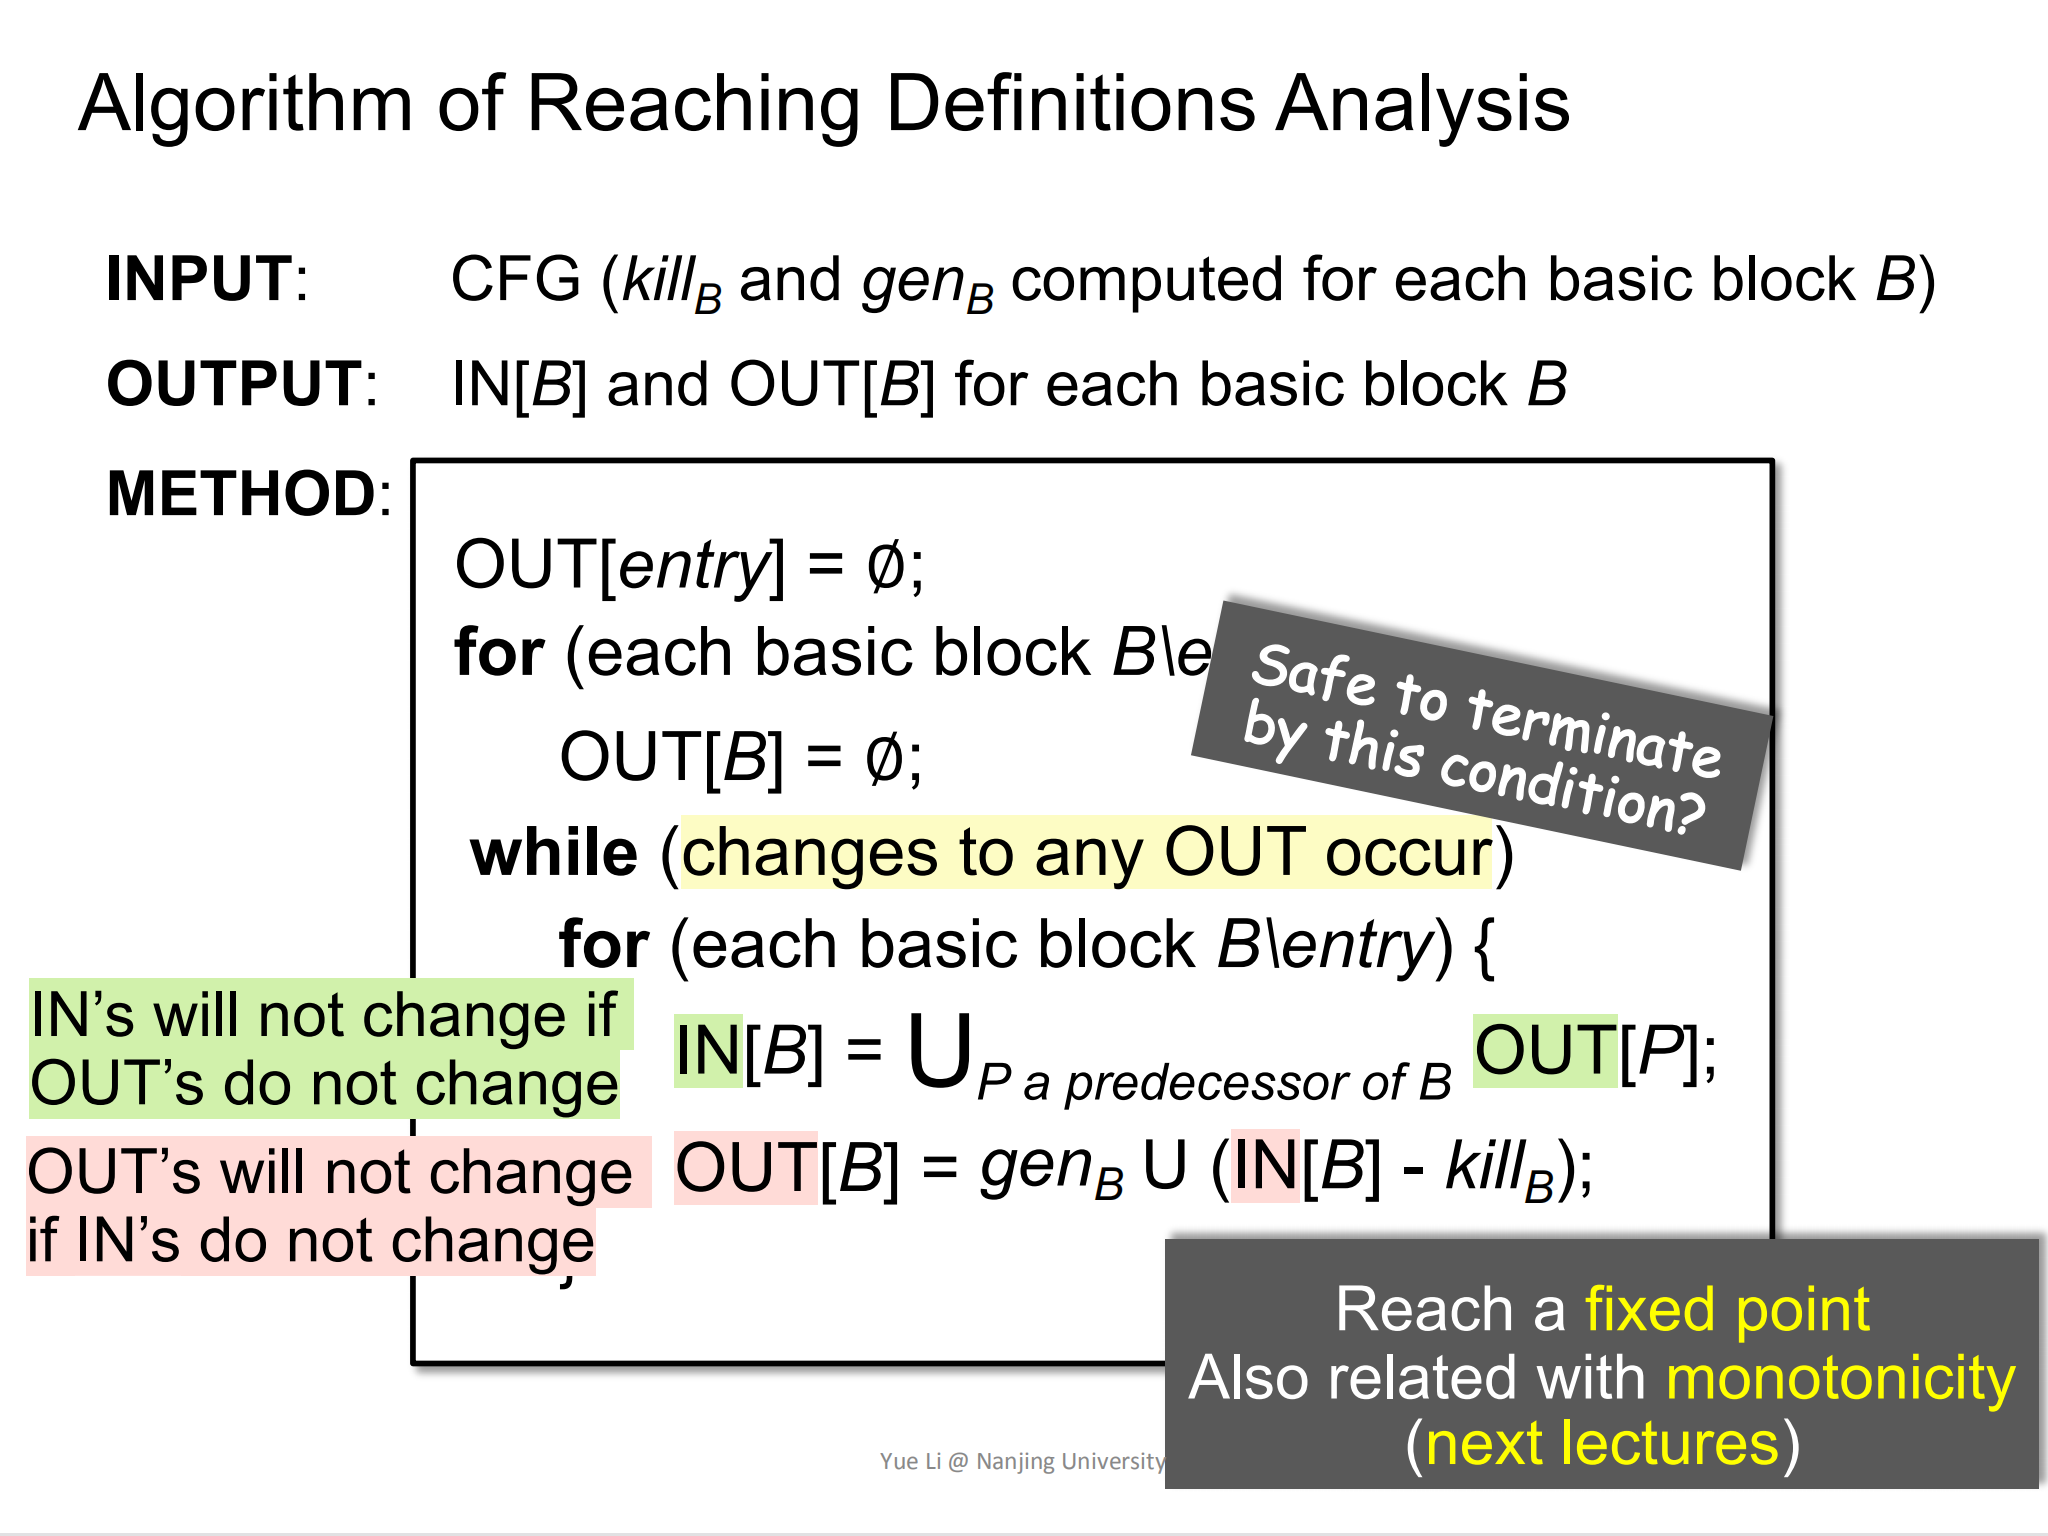 Algorithm of Reaching Definitions Analysis
INPUT: CFG (kill_B and gen_B computed for each basic block B)
OUTPUT: IN[B] and OUT[B] for each basic block B
METHOD:
OUT[entry] = ∅;
for (each basic block B\e
Safe to terminate
by this condition?
OUT[B] = ∅;
while (changes to any OUT occur)
for (each basic block B\entry) {
IN’s will not change if
OUT’s do not change
IN[B] = ⋃_P a predecessor of B OUT[P];
OUT’s will not change
if IN’s do not change
OUT[B] = gen_B U (IN[B] - kill_B);
}
Reach a fixed point
Also related with monotonicity
(next lectures)
Yue Li @ Nanjing University